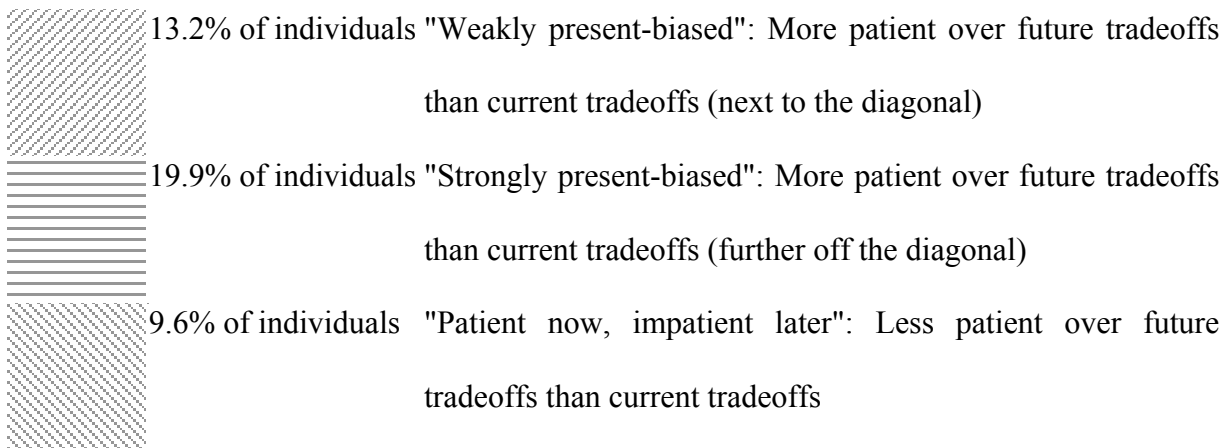 13.2% of individuals "Weakly present-biased": More patient over future tradeoffs
than current tradeoffs (next to the diagonal)
19.9% of individuals "Strongly present-biased": More patient over future tradeoffs
than current tradeoffs (further off the diagonal)
9.6% of individuals "Patient now, impatient later": Less patient over future
tradeoffs than current tradeoffs